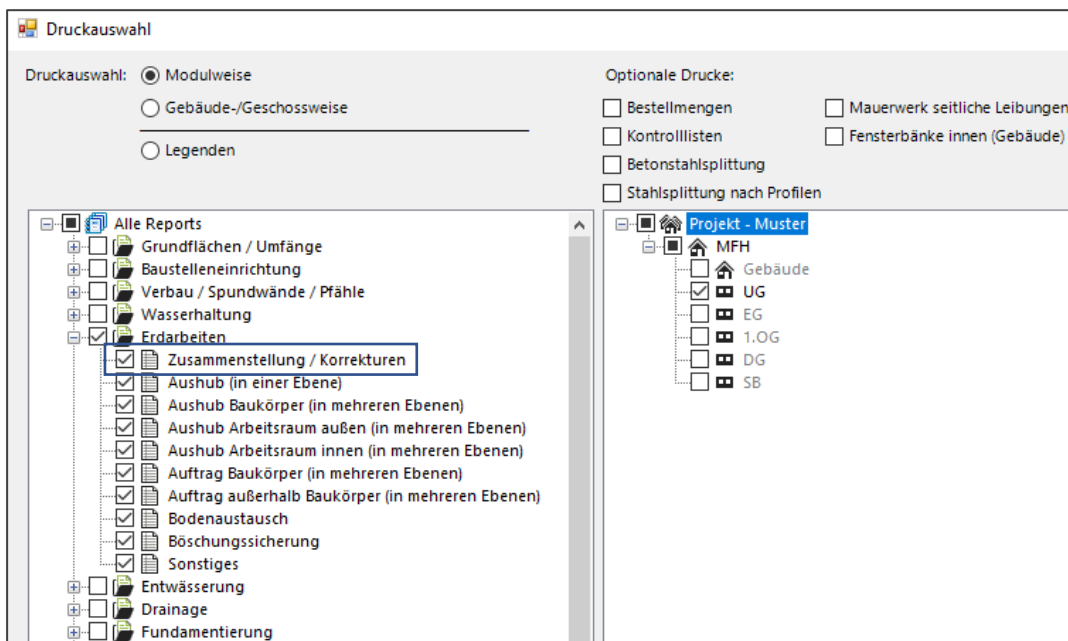 Druckauswahl
Druckauswahl: Modulweise
Gebäude-/Geschossweise
Legenden
Optionale Drucke:
Bestellmengen Mauerwerk seitliche Leibungen
Kontrolllisten Fensterbänke innen (Gebäude)
Betonstahlsplittung
Stahlsplittung nach Profilen
Alle Reports
Grundflächen / Umfänge
Baustelleneinrichtung
Verbau / Spundwände / Pfähle
Wasserhaltung
Erdarbeiten
Zusammenstellung / Korrekturen
Aushub (in einer Ebene)
Aushub Baukörper (in mehreren Ebenen)
Aushub Arbeitsraum außen (in mehreren Ebenen)
Aushub Arbeitsraum innen (in mehreren Ebenen)
Auftrag Baukörper (in mehreren Ebenen)
Auftrag außerhalb Baukörper (in mehreren Ebenen)
Bodenaustausch
Böschungssicherung
Sonstiges
Entwässerung
Drainage
Fundamentierung
Projekt - Muster
MFH
Gebäude
UG
EG
1.OG
DG
SB